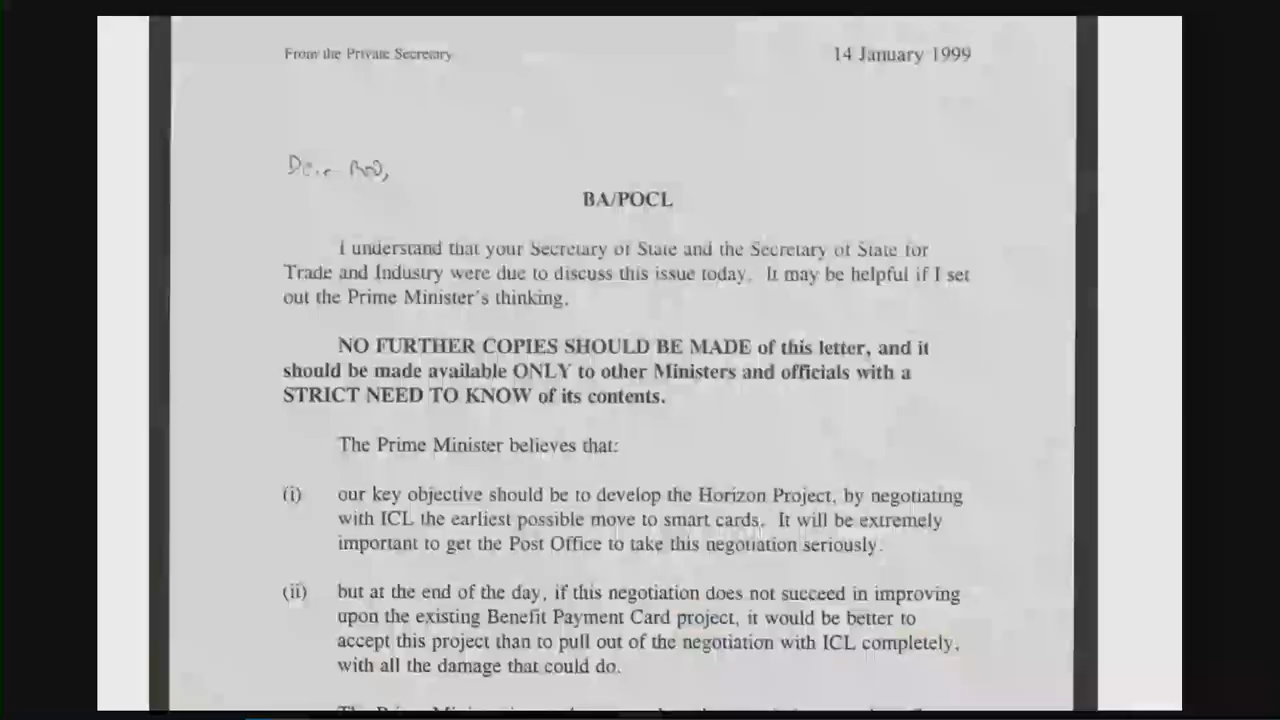 From the Private Secretary
14 January 1999
BA/POCL
I understand that your Secretary of State and the Secretary of State for
Trade and Industry were due to discuss this issue today. It may be helpful if I set
out the Prime Minister's thinking.
NO FURTHER COPIES SHOULD BE MADE of this letter, and it
should be made available ONLY to other Ministers and officials with a
STRICT NEED TO KNOW of its contents.
The Prime Minister believes that:
(i) our key objective should be to develop the Horizon Project, by negotiating
with ICL the earliest possible move to smart cards. It will be extremely
important to get the Post Office to take this negotiation seriously.
(ii) but at the end of the day, if this negotiation does not succeed in improving
upon the existing Benefit Payment Card project, it would be better to
accept this project than to pull out of the negotiation with ICL completely,
with all the damage that could do.